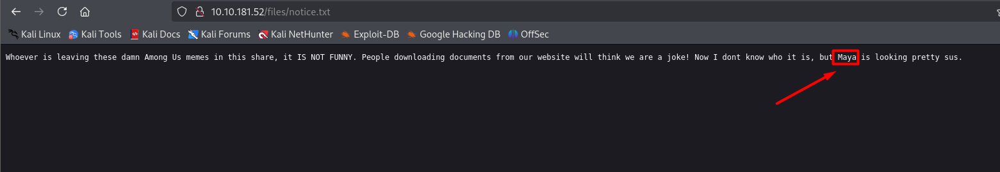 10.10.181.52/files/notice.txt
Kali Linux Kali Tools Kali Docs Kali Forums Kali NetHunter Exploit-DB Google Hacking DB OffSec
Whoever is leaving these damn Among Us memes in this share, it IS NOT FUNNY. People downloading documents from our website will think we are a joke! Now I dont know who it is, but Maya is looking pretty sus.